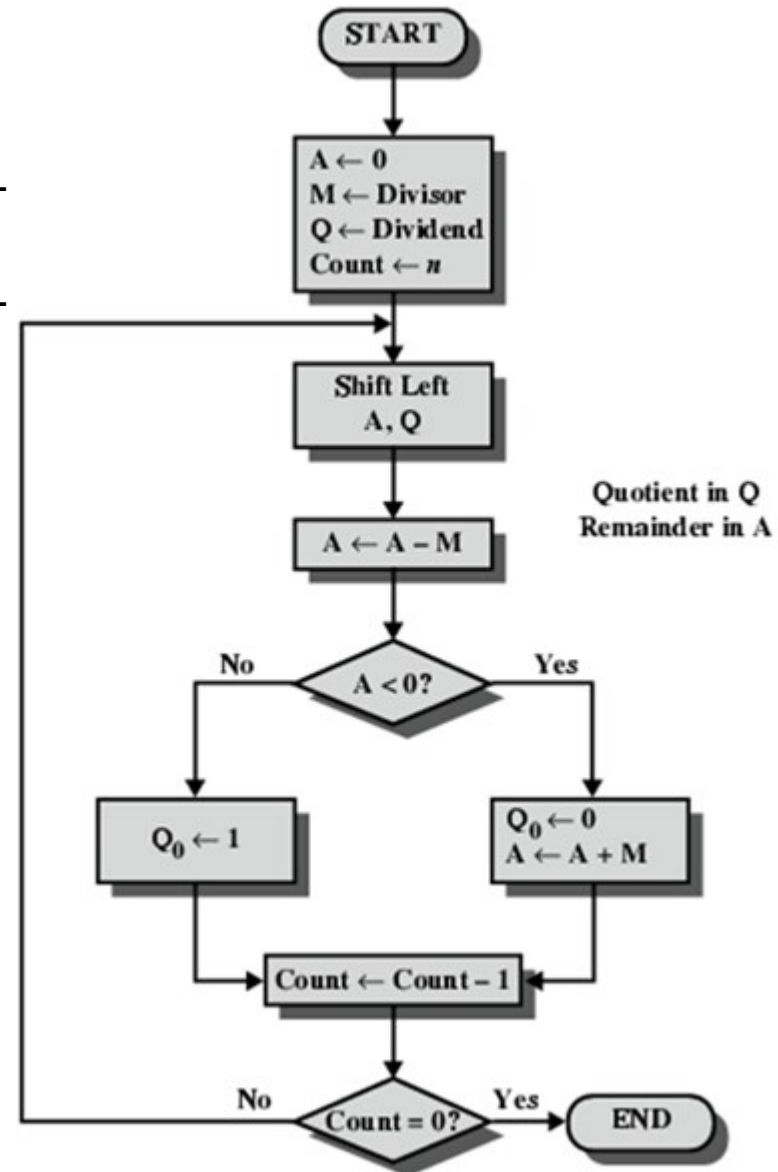 START
A ← 0
M ← Divisor
Q ← Dividend
Count ← n
Shift Left
A, Q
Quotient in Q
Remainder in A
A ← A – M
No
A < 0?
Yes
Q₀ ← 1
Q₀ ← 0
A ← A + M
Count ← Count – 1
No
Count = 0?
Yes
END